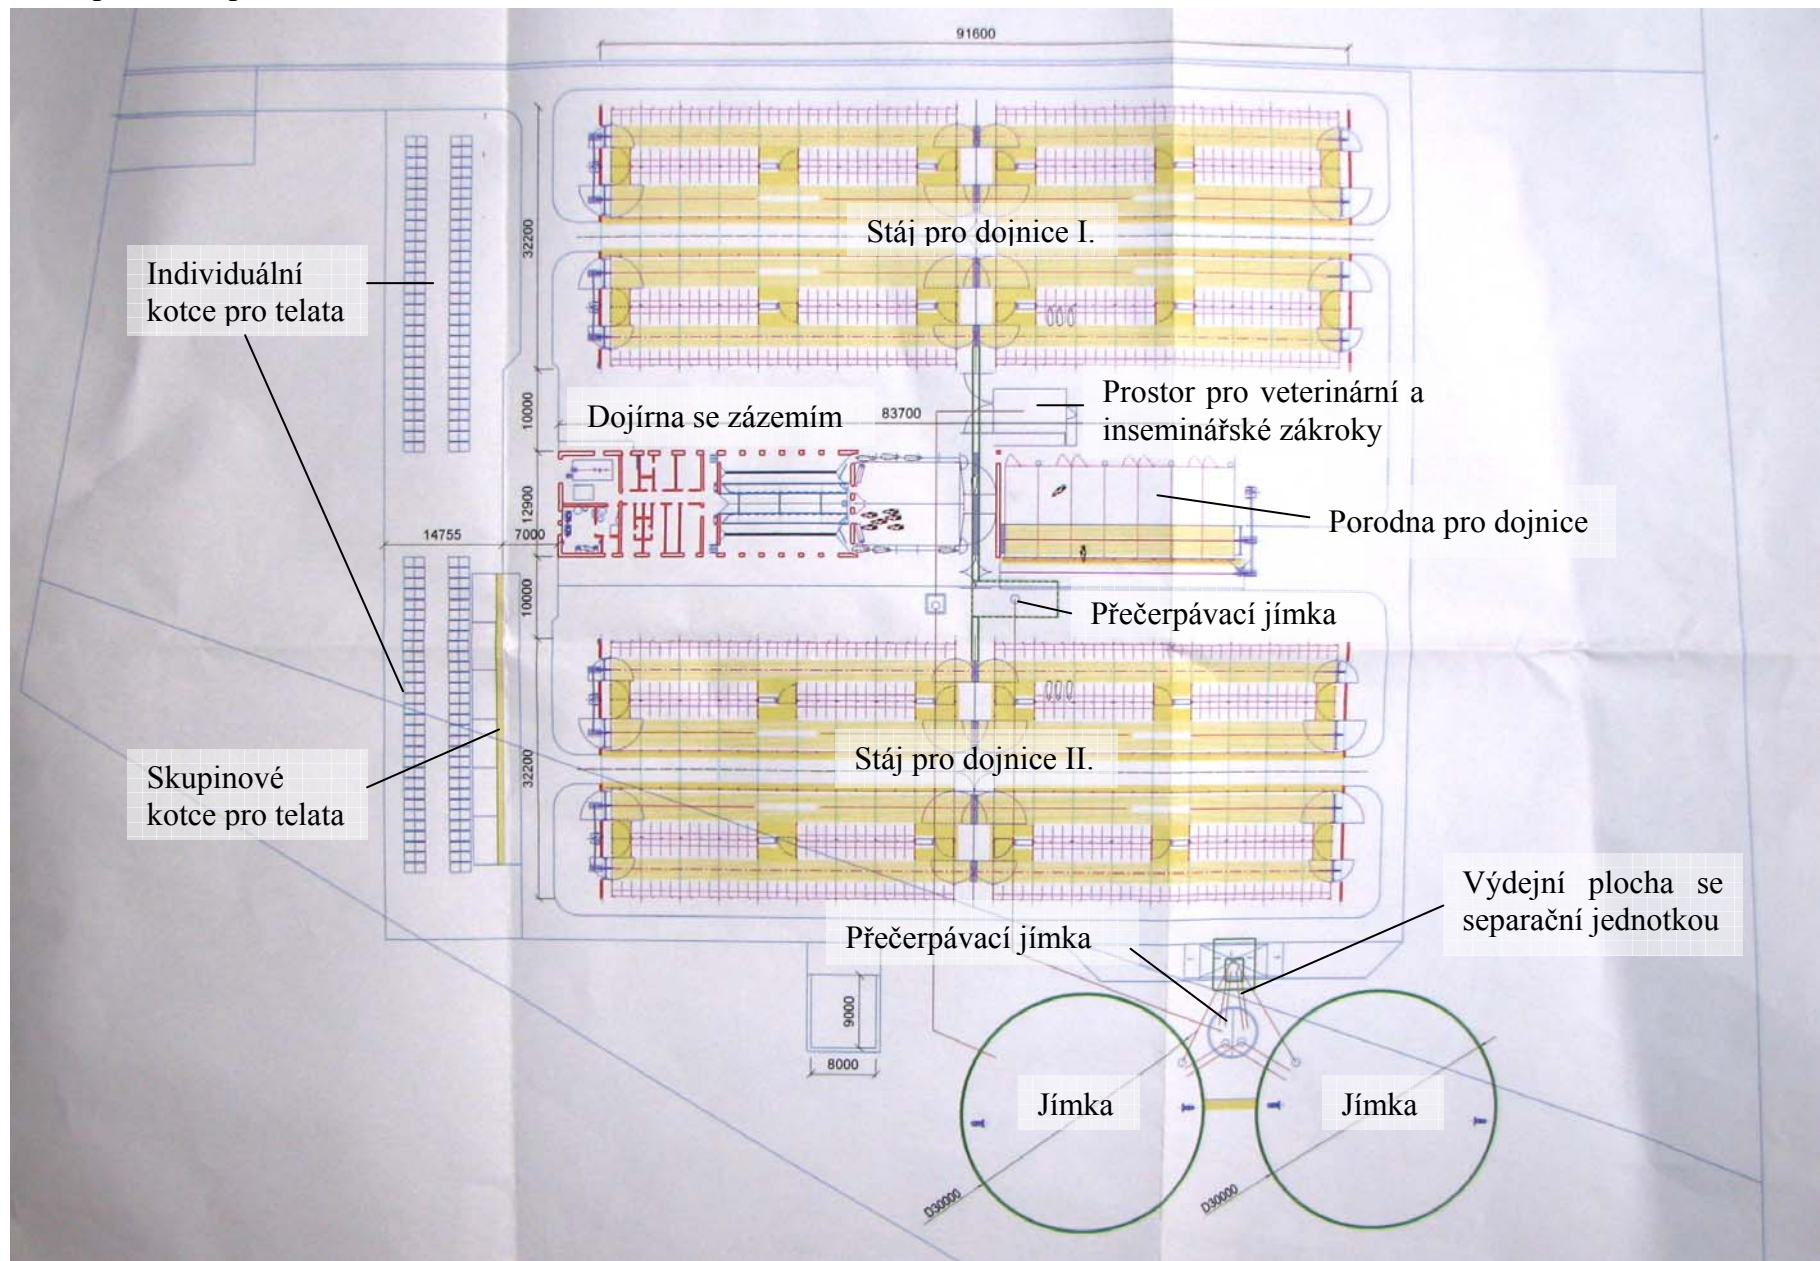 91600
Stáj pro dojnice I.
32200
Individuální
kotce pro telata
10000
Dojírna se zázemím
83700
Prostor pro veterinární a
inseminářské zákroky
12900
14755
7000
Porodna pro dojnice
10000
Přečerpávací jímka
32200
Stáj pro dojnice II.
Skupinové
kotce pro telata
Výdejní plocha se
separační jednotkou
Přečerpávací jímka
9000
8000
Jímka
Jímka
D30000
D30000